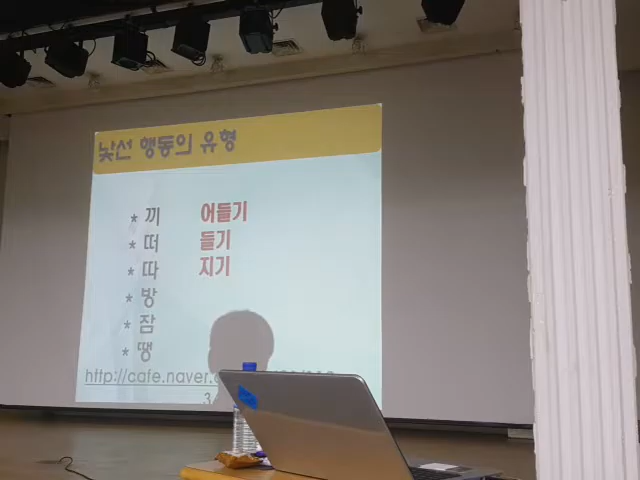 낯선 행동의 유형
* 끼 어들기
* 떠 들기
* 따 지기
* 방
* 잠
* 땡
http://cafe.naver.